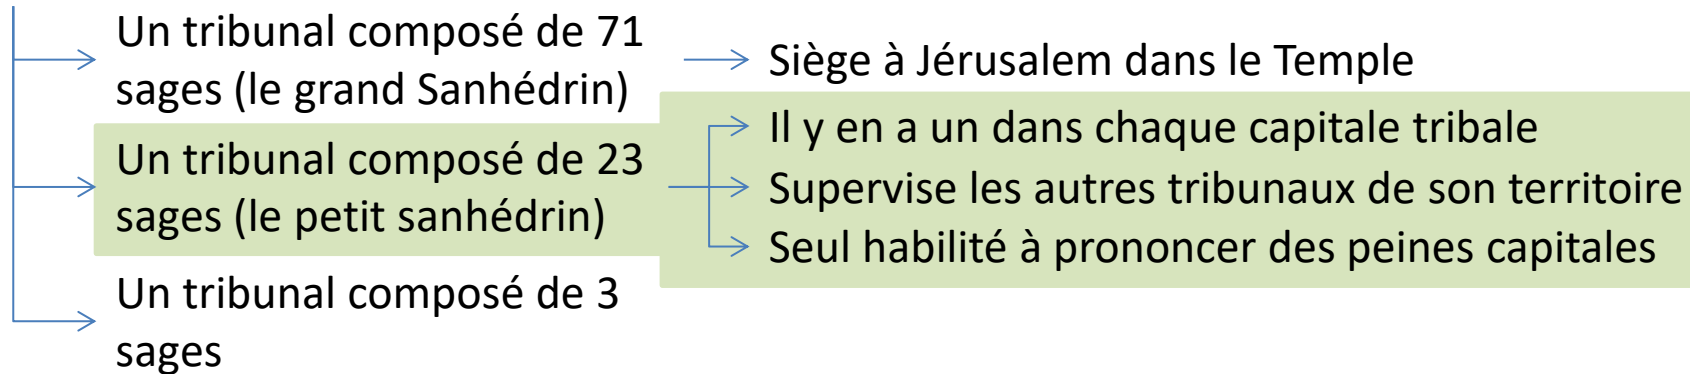 Un tribunal composé de 71
sages (le grand Sanhédrin)
Siège à Jérusalem dans le Temple
Un tribunal composé de 23
sages (le petit sanhédrin)
Il y en a un dans chaque capitale tribale
Supervise les autres tribunaux de son territoire
Seul habilité à prononcer des peines capitales
Un tribunal composé de 3
sages